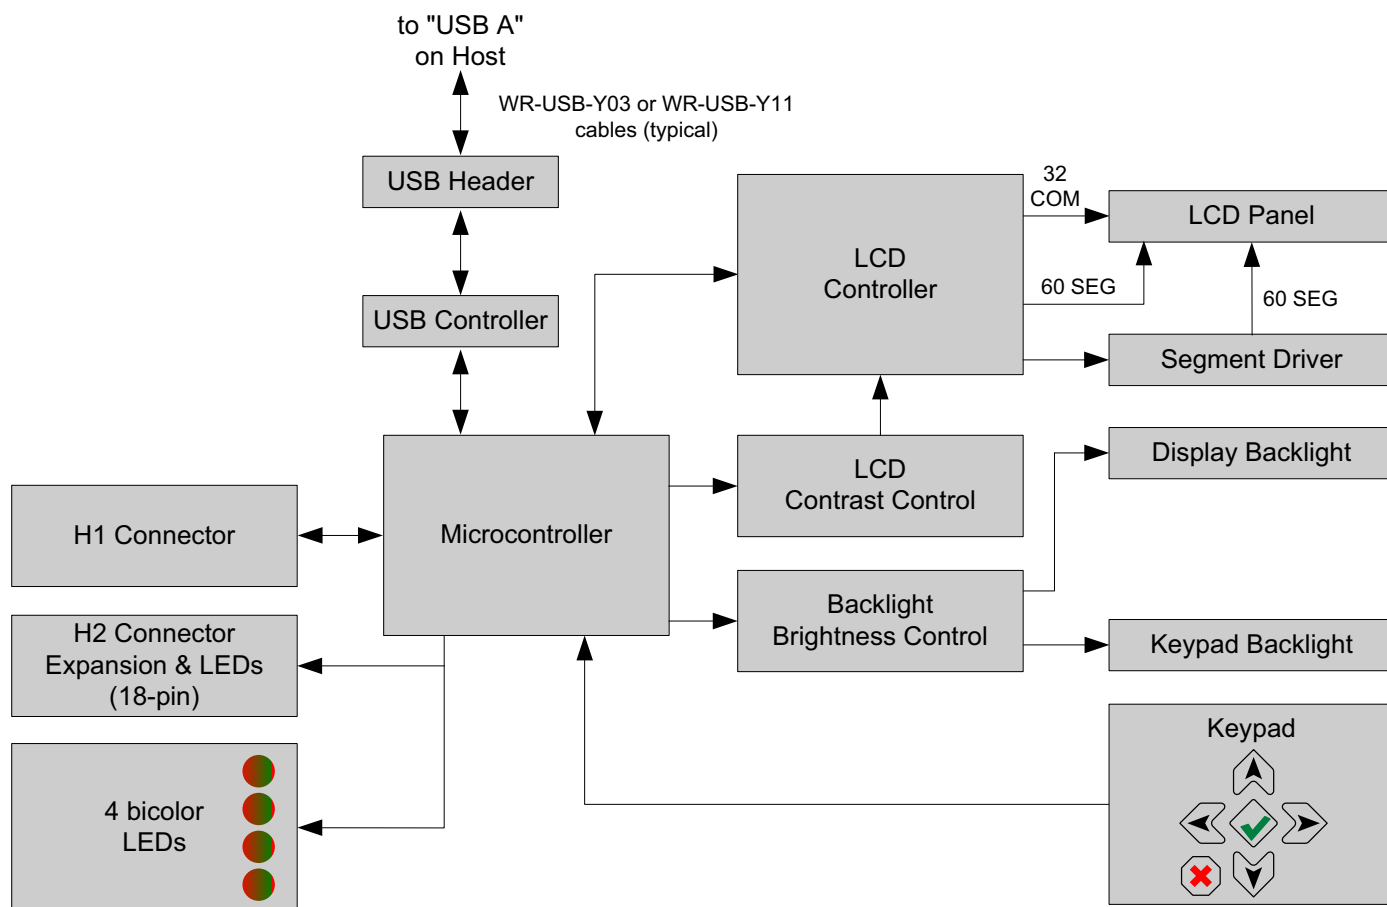 to "USB A"
on Host
WR-USB-Y03 or WR-USB-Y11
cables (typical)
USB Header
USB Controller
32
COM
LCD Panel
LCD
Controller
60 SEG
60 SEG
Segment Driver
LCD
Contrast Control
Display Backlight
H1 Connector
Microcontroller
Backlight
Brightness Control
Keypad Backlight
H2 Connector
Expansion & LEDs
(18-pin)
Keypad
4 bicolor
LEDs